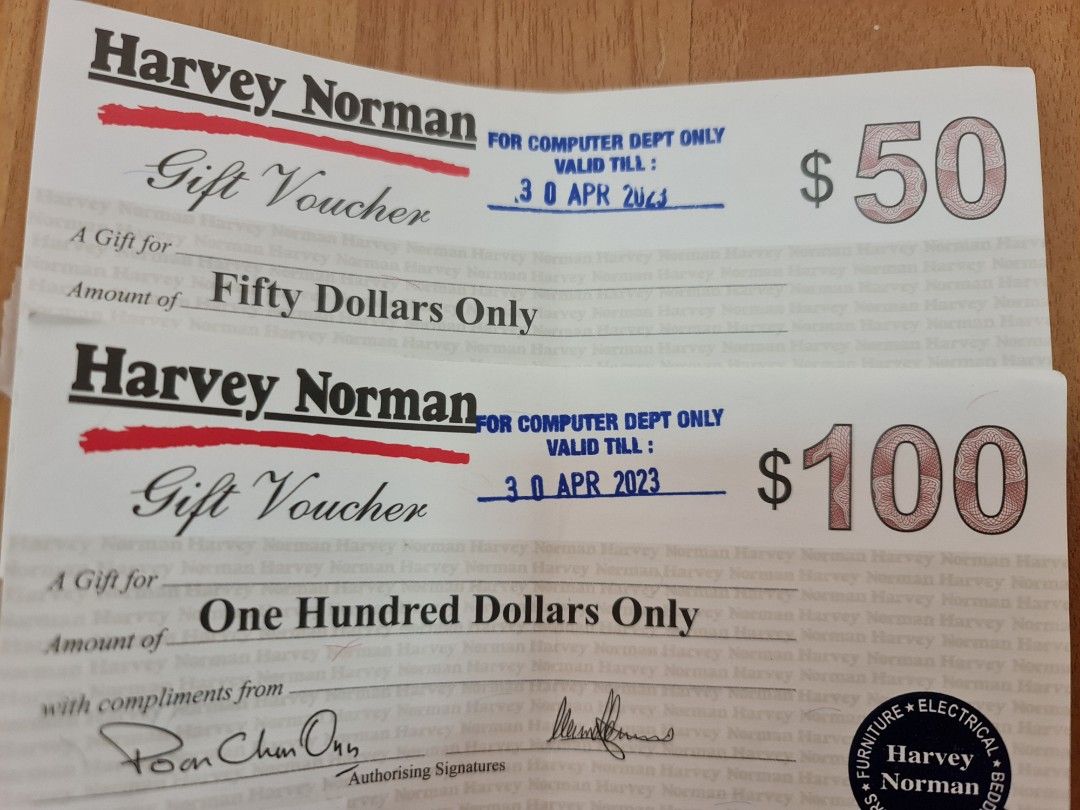 Harvey Norman
Gift Voucher
FOR COMPUTER DEPT ONLY
VALID TILL :
30 APR 2023
$50
A Gift for
Amount of Fifty Dollars Only
Harvey Norman
Gift Voucher
FOR COMPUTER DEPT ONLY
VALID TILL :
30 APR 2023
$100
A Gift for
Amount of One Hundred Dollars Only
with compliments from
Authorising Signatures
FURNITURE ★ ELECTRICAL ★
Harvey
Norman